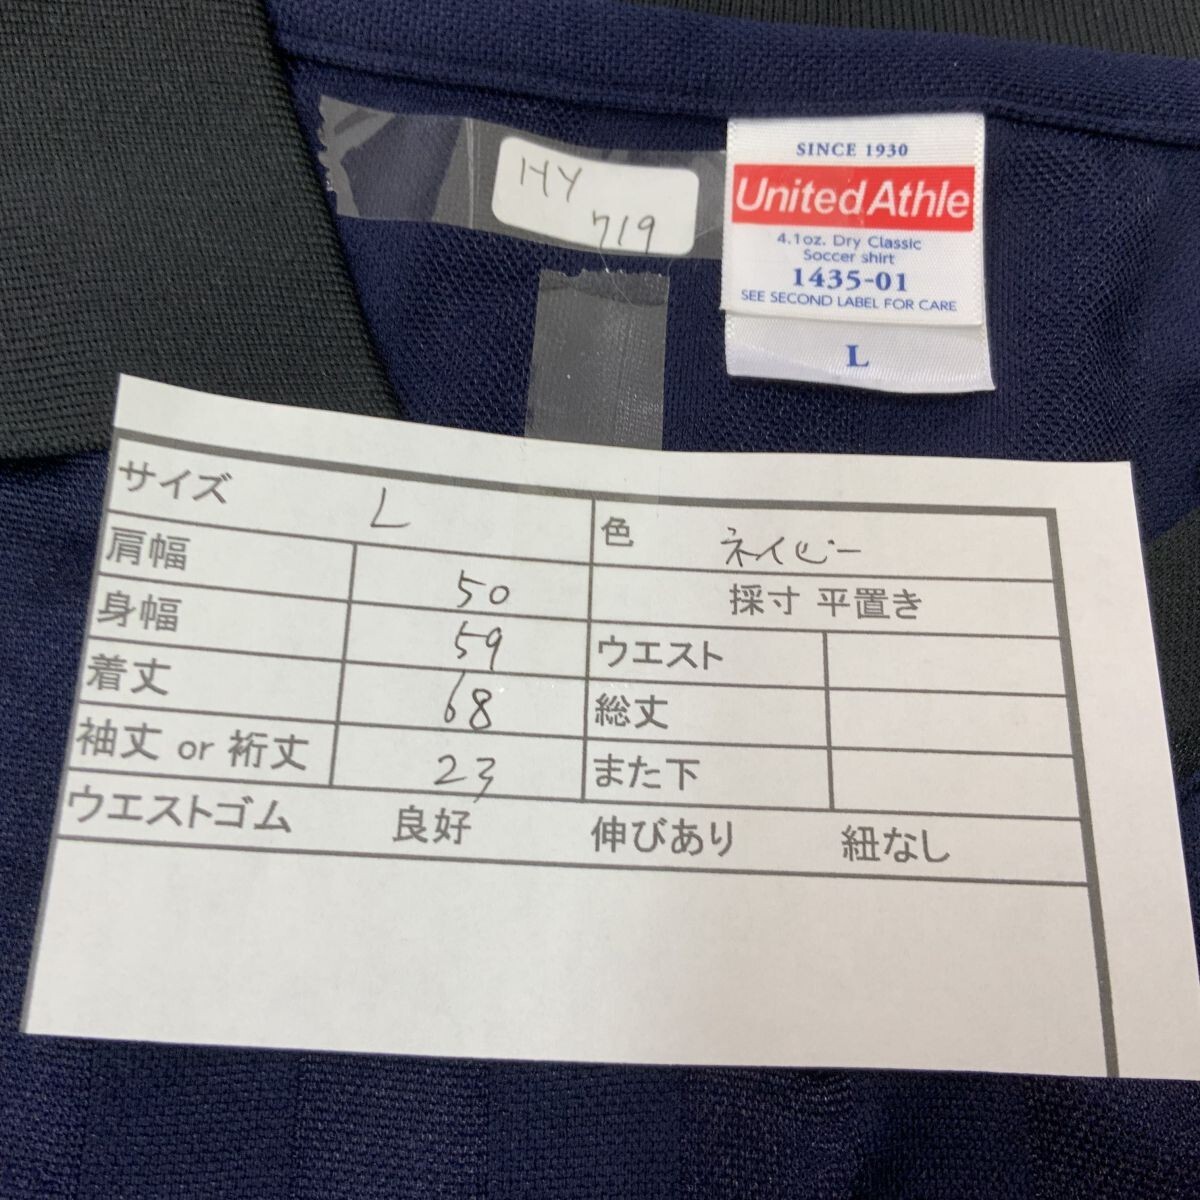 SINCE 1930
United Athle
4.1oz. Dry Classic
Soccer shirt
1435-01
SEE SECOND LABEL FOR CARE
L
HY
719
サイズ L 色 ネイビー
肩幅 50 採寸 平置き
身幅 59 ウエスト
着丈 68 総丈
袖丈 or 裄丈 23 また下
ウエストゴム 良好 伸びあり 紐なし